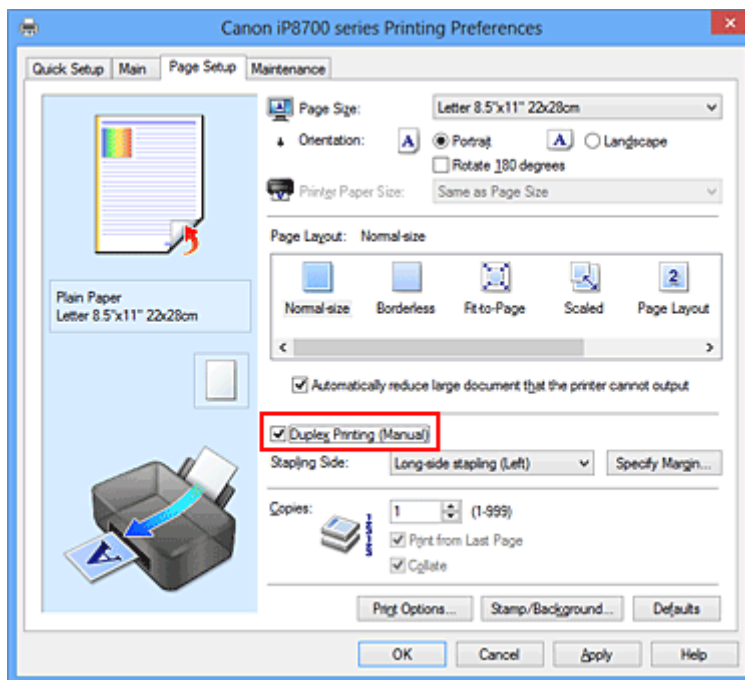 Canon iP8700 series Printing Preferences
Quick Setup Main Page Setup Maintenance
Page Size: Letter 8.5"x11" 22x28cm
Orientation: A Portrait A Landscape
Rotate 180 degrees
Printer Paper Size: Same as Page Size
Page Layout: Normal-size
2
Normal-size Borderless Fit-to-Page Scaled Page Layout
Plain Paper
Letter 8.5"x11" 22x28cm
Automatically reduce large document that the printer cannot output
Duplex Printing (Manual)
Stapling Side: Long-side stapling (Left) Specify Margin...
Copies: 1 (1-999)
Print from Last Page
Collate
A
Print Options... Stamp/Background... Defaults
OK Cancel Apply Help